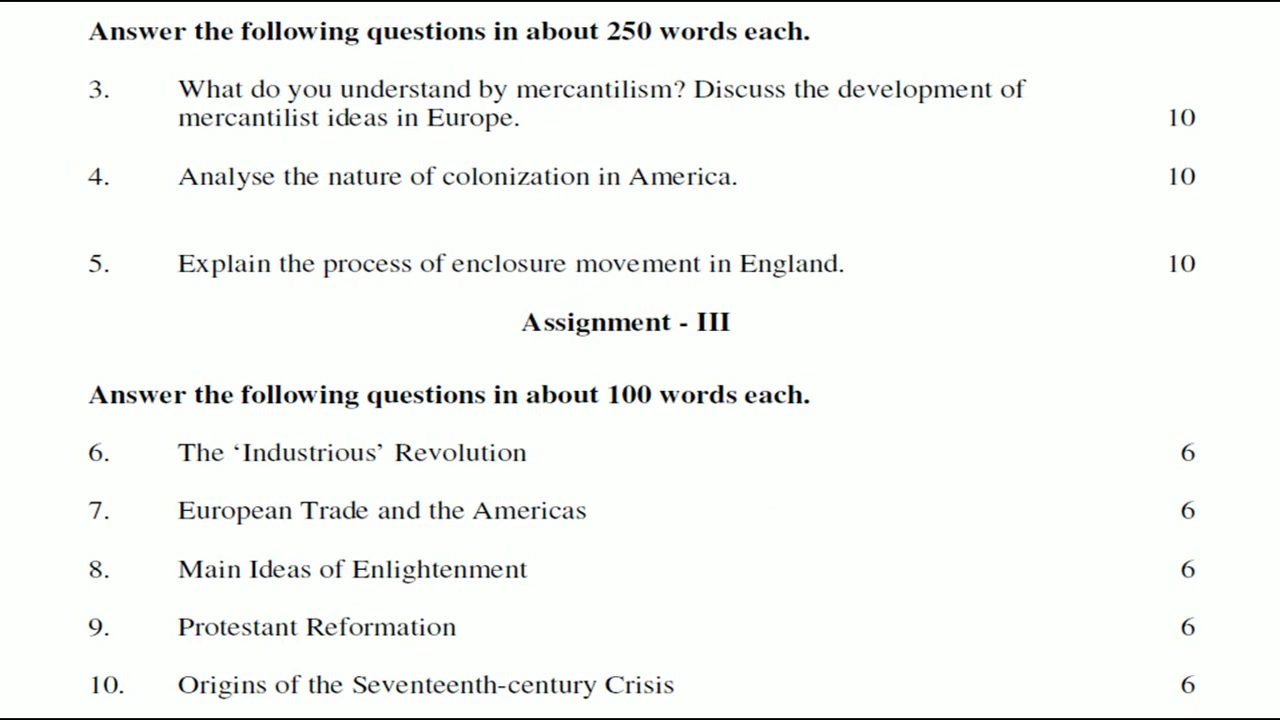 Answer the following questions in about 250 words each.
3. What do you understand by mercantilism? Discuss the development of
mercantilist ideas in Europe. 10
4. Analyse the nature of colonization in America. 10
5. Explain the process of enclosure movement in England. 10
Assignment - III
Answer the following questions in about 100 words each.
6. The ‘Industrious’ Revolution 6
7. European Trade and the Americas 6
8. Main Ideas of Enlightenment 6
9. Protestant Reformation 6
10. Origins of the Seventeenth-century Crisis 6